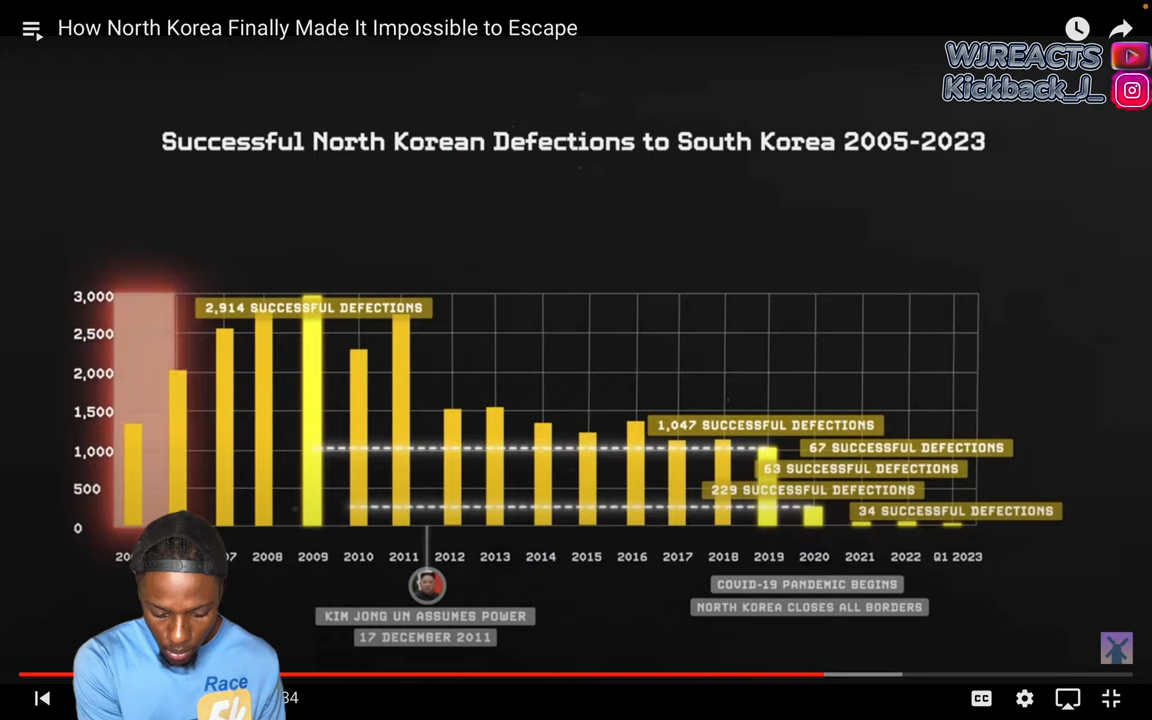 How North Korea Finally Made It Impossible to Escape
WJREACTS
Kickback_J_
Successful North Korean Defections to South Korea 2005-2023
3,000
2,914 SUCCESSFUL DEFECTIONS
2,500
2,000
1,500
1,047 SUCCESSFUL DEFECTIONS
1,000
67 SUCCESSFUL DEFECTIONS
63 SUCCESSFUL DEFECTIONS
500
229 SUCCESSFUL DEFECTIONS
34 SUCCESSFUL DEFECTIONS
0
2008 2009 2010 2011 2012 2013 2014 2015 2016 2017 2018 2019 2020 2021 2022 Q1 2023
COVID-19 PANDEMIC BEGINS
NORTH KOREA CLOSES ALL BORDERS
KIM JONG UN ASSUMES POWER
17 DECEMBER 2011
Race
CC